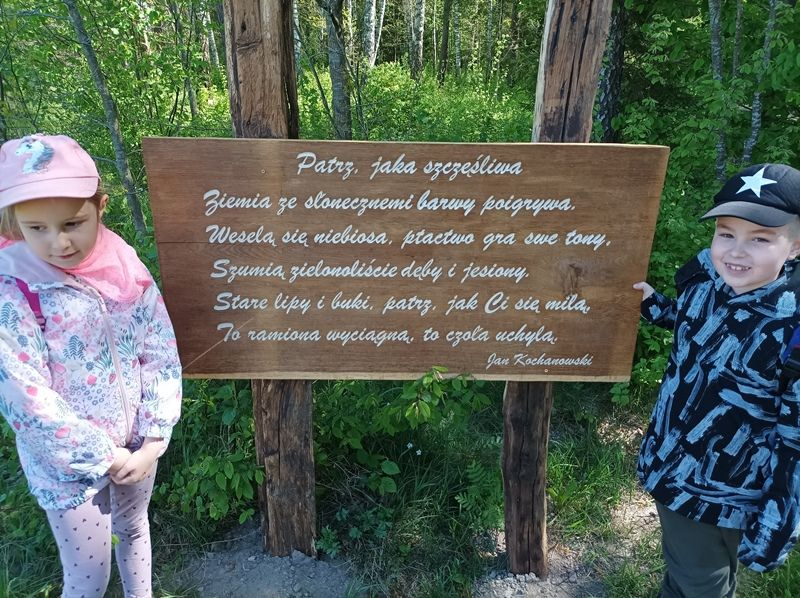 Patrz, jaka szczęśliwa
Ziemia ze słonecznemi barwy poigrywa.
Weselą się niebiosa, ptactwo gra swe tony,
Szumią zielonoliście dęby i jesiony.
Stare lipy i buki, patrz, jak Ci się milą,
To ramiona wyciągną, to czoła uchylą,
Jan Kochanowski